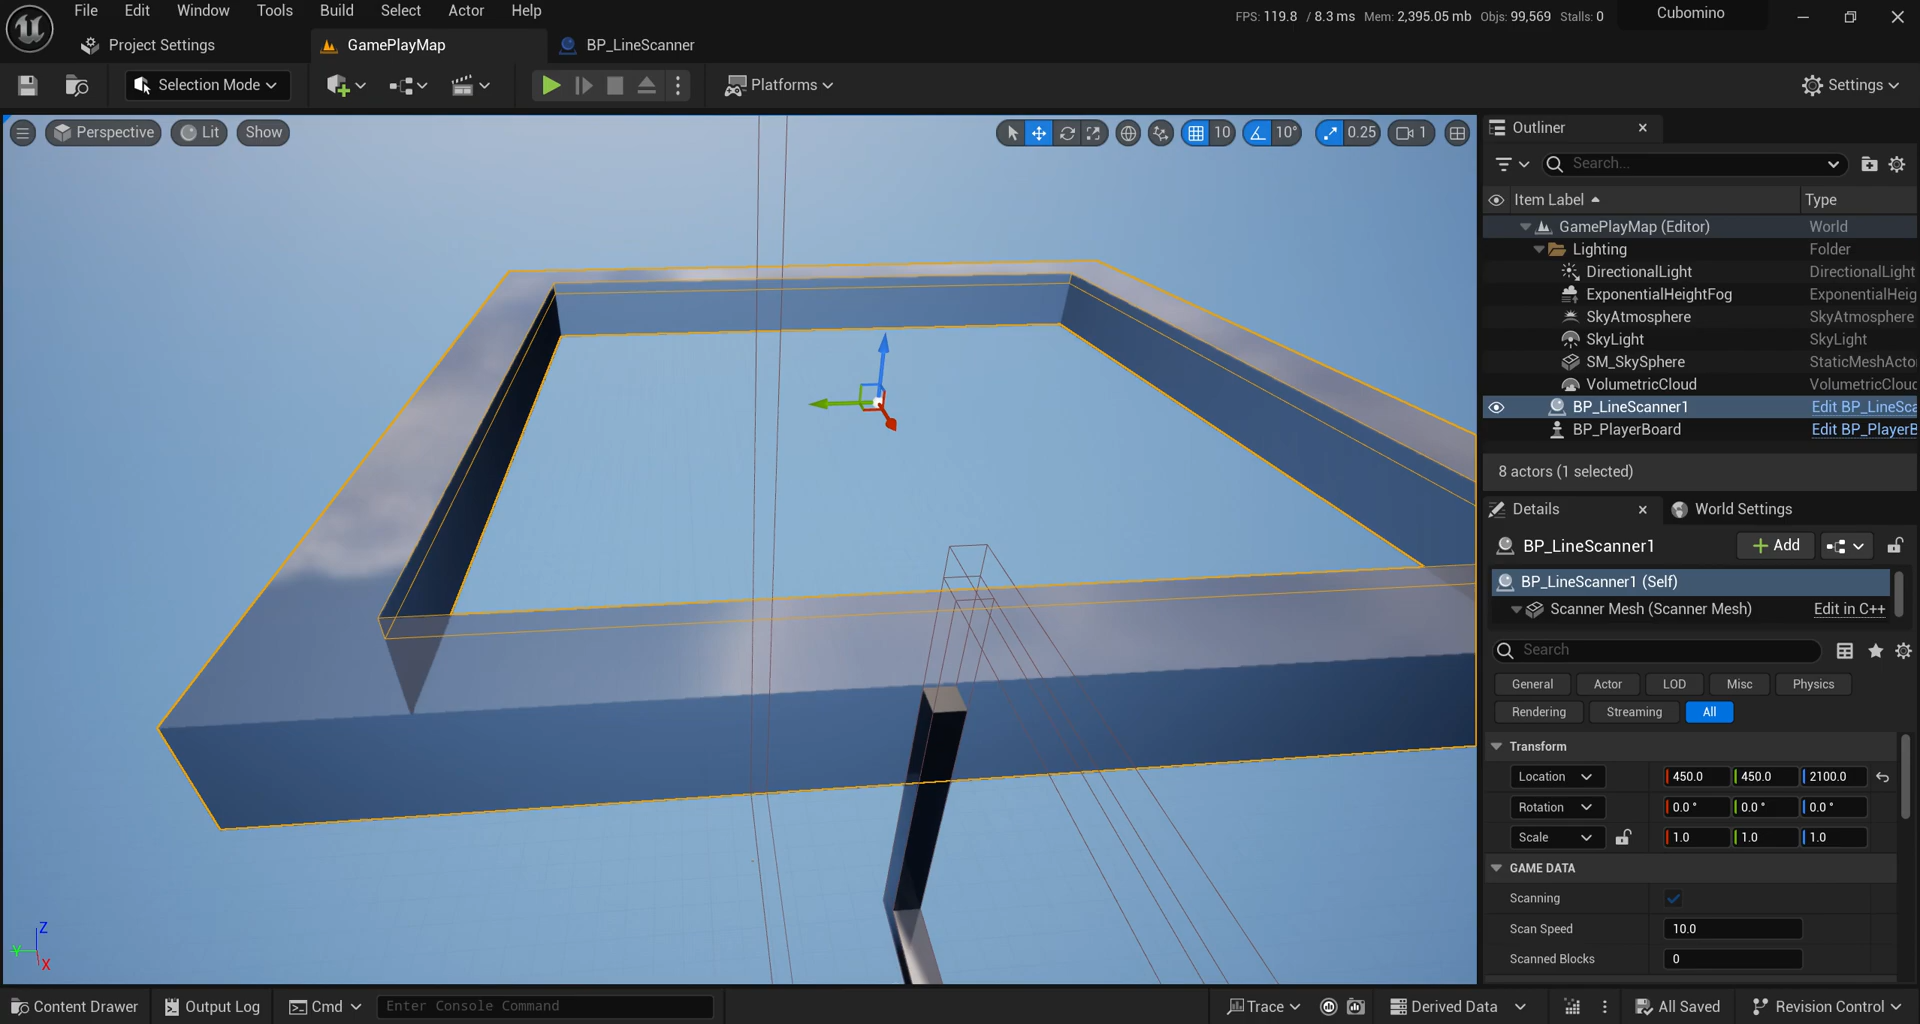 File Edit Window Tools Build Select Actor Help
FPS: 119.8 / 8.3 ms Mem: 2,395.05 mb Objs: 99,569 Stalls: 0
Cubomino
Project Settings
GamePlayMap
BP_LineScanner
Selection Mode
Platforms
Settings
Perspective
Lit
Show
10
10°
0.25
1
Outliner
Search...
Item Label
Type
GamePlayMap (Editor) World
Lighting Folder
DirectionalLight DirectionalLight
ExponentialHeightFog ExponentialHeig
SkyAtmosphere SkyAtmosphere
SkyLight SkyLight
SM_SkySphere StaticMeshActo
VolumetricCloud VolumetricCloud
BP_LineScanner1 Edit BP_LineSca
BP_PlayerBoard Edit BP_PlayerB
8 actors (1 selected)
Details
World Settings
BP_LineScanner1
Add
BP_LineScanner1 (Self)
Scanner Mesh (Scanner Mesh) Edit in C++
Search
General Actor LOD Misc Physics
Rendering Streaming All
Transform
Location 450.0 450.0 2100.0
Rotation 0.0 ° 0.0 ° 0.0 °
Scale 1.0 1.0 1.0
GAME DATA
Scanning
Scan Speed 10.0
Scanned Blocks 0
Z
Y
X
Content Drawer
Output Log
Cmd
Enter Console Command
Trace
Derived Data
All Saved
Revision Control